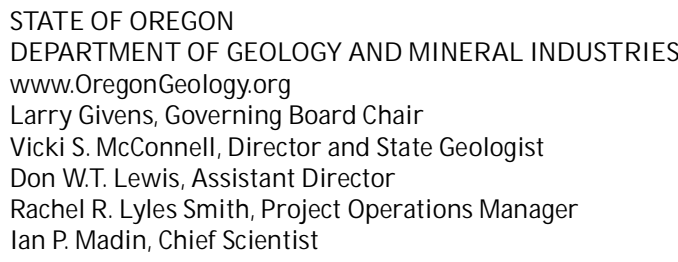 STATE OF OREGON
DEPARTMENT OF GEOLOGY AND MINERAL INDUSTRIES
www.OregonGeology.org
Larry Givens, Governing Board Chair
Vicki S. McConnell, Director and State Geologist
Don W.T. Lewis, Assistant Director
Rachel R. Lyles Smith, Project Operations Manager
Ian P. Madin, Chief Scientist